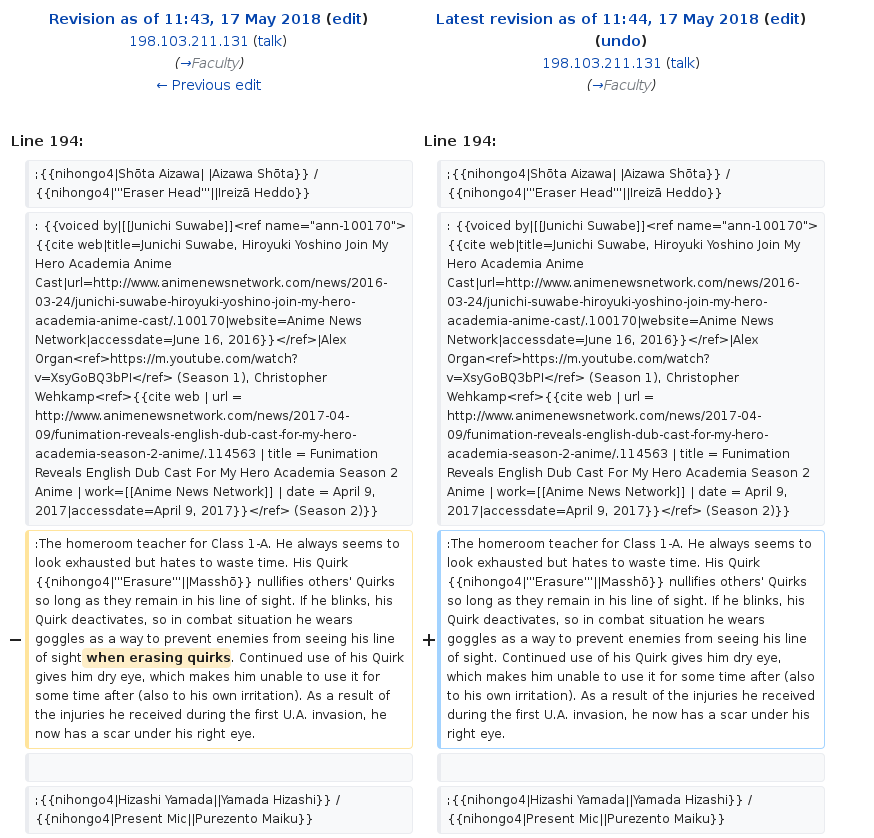 Revision as of 11:43, 17 May 2018 (edit)
198.103.211.131 (talk)
(→Faculty)
← Previous edit
Latest revision as of 11:44, 17 May 2018 (edit)
(undo)
198.103.211.131 (talk)
(→Faculty)
Line 194:
;{{nihongo4|Shōta Aizawa| |Aizawa Shōta}} /
{{nihongo4|'''Eraser Head'''||Ireizā Heddo}}
: {{voiced by|[[Junichi Suwabe]]<ref name="ann-100170">
{{cite web|title=Junichi Suwabe, Hiroyuki Yoshino Join My
Hero Academia Anime
Cast|url=http://www.animenewsnetwork.com/news/2016-
03-24/junichi-suwabe-hiroyuki-yoshino-join-my-hero-
academia-anime-cast/.100170|website=Anime News
Network|accessdate=June 16, 2016}}</ref>|Alex
Organ<ref>https://m.youtube.com/watch?
v=XsyGoBQ3bPI</ref> (Season 1), Christopher
Wehkamp<ref>{{cite web | url =
http://www.animenewsnetwork.com/news/2017-04-
09/funimation-reveals-english-dub-cast-for-my-hero-
academia-season-2-anime/.114563 | title = Funimation
Reveals English Dub Cast For My Hero Academia Season 2
Anime | work=[[Anime News Network]] | date = April 9,
2017|accessdate=April 9, 2017}}</ref> (Season 2)}}
:The homeroom teacher for Class 1-A. He always seems to
look exhausted but hates to waste time. His Quirk
{{nihongo4|'''Erasure'''||Masshō}} nullifies others' Quirks
so long as they remain in his line of sight. If he blinks, his
Quirk deactivates, so in combat situation he wears
− goggles as a way to prevent enemies from seeing his line
of sight when erasing quirks. Continued use of his Quirk
gives him dry eye, which makes him unable to use it for
some time after (also to his own irritation). As a result of
the injuries he received during the first U.A. invasion, he
now has a scar under his right eye.
;{{nihongo4|Hizashi Yamada||Yamada Hizashi}} /
{{nihongo4|Present Mic||Purezento Maiku}}
Line 194:
;{{nihongo4|Shōta Aizawa| |Aizawa Shōta}} /
{{nihongo4|'''Eraser Head'''||Ireizā Heddo}}
: {{voiced by|[[Junichi Suwabe]]<ref name="ann-100170">
{{cite web|title=Junichi Suwabe, Hiroyuki Yoshino Join My
Hero Academia Anime
Cast|url=http://www.animenewsnetwork.com/news/2016-
03-24/junichi-suwabe-hiroyuki-yoshino-join-my-hero-
academia-anime-cast/.100170|website=Anime News
Network|accessdate=June 16, 2016}}</ref>|Alex
Organ<ref>https://m.youtube.com/watch?
v=XsyGoBQ3bPI</ref> (Season 1), Christopher
Wehkamp<ref>{{cite web | url =
http://www.animenewsnetwork.com/news/2017-04-
09/funimation-reveals-english-dub-cast-for-my-hero-
academia-season-2-anime/.114563 | title = Funimation
Reveals English Dub Cast For My Hero Academia Season 2
Anime | work=[[Anime News Network]] | date = April 9,
2017|accessdate=April 9, 2017}}</ref> (Season 2)}}
:The homeroom teacher for Class 1-A. He always seems to
look exhausted but hates to waste time. His Quirk
{{nihongo4|'''Erasure'''||Masshō}} nullifies others' Quirks
so long as they remain in his line of sight. If he blinks, his
Quirk deactivates, so in combat situation he wears
+ goggles as a way to prevent enemies from seeing his line
of sight. Continued use of his Quirk gives him dry eye,
which makes him unable to use it for some time after (also
to his own irritation). As a result of the injuries he received
during the first U.A. invasion, he now has a scar under his
right eye.
;{{nihongo4|Hizashi Yamada||Yamada Hizashi}} /
{{nihongo4|Present Mic||Purezento Maiku}}